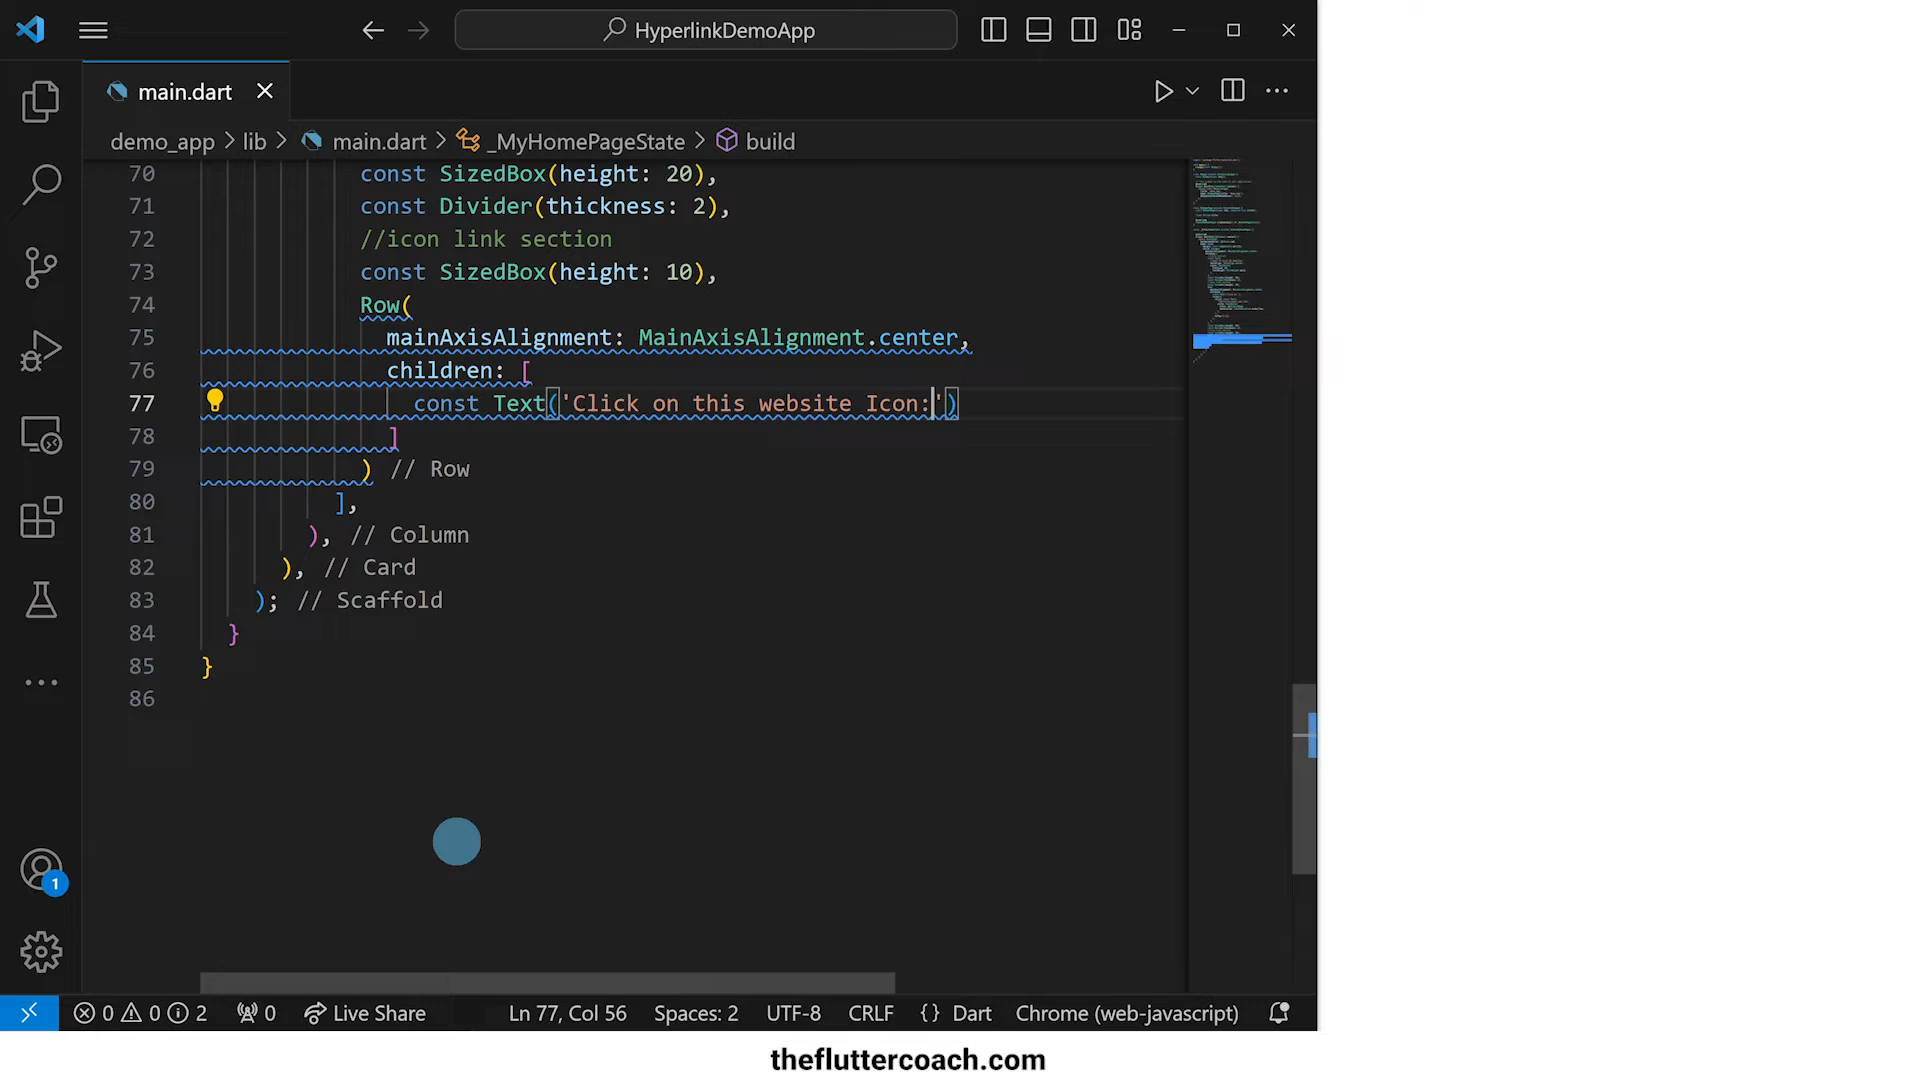 HyperlinkDemoApp
main.dart
demo_app > lib > main.dart > _MyHomePageState > build
70 const SizedBox(height: 20),
71 const Divider(thickness: 2),
72 //icon link section
73 const SizedBox(height: 10),
74 Row(
75 mainAxisAlignment: MainAxisAlignment.center,
76 children: [
77 const Text('Click on this website Icon:')
78 ]
79 ) // Row
80 ],
81 ), // Column
82 ), // Card
83 ); // Scaffold
84 }
85 }
86
1
0 0 2 0 Live Share Ln 77, Col 56 Spaces: 2 UTF-8 CRLF {} Dart Chrome (web-javascript)
thefluttercoach.com